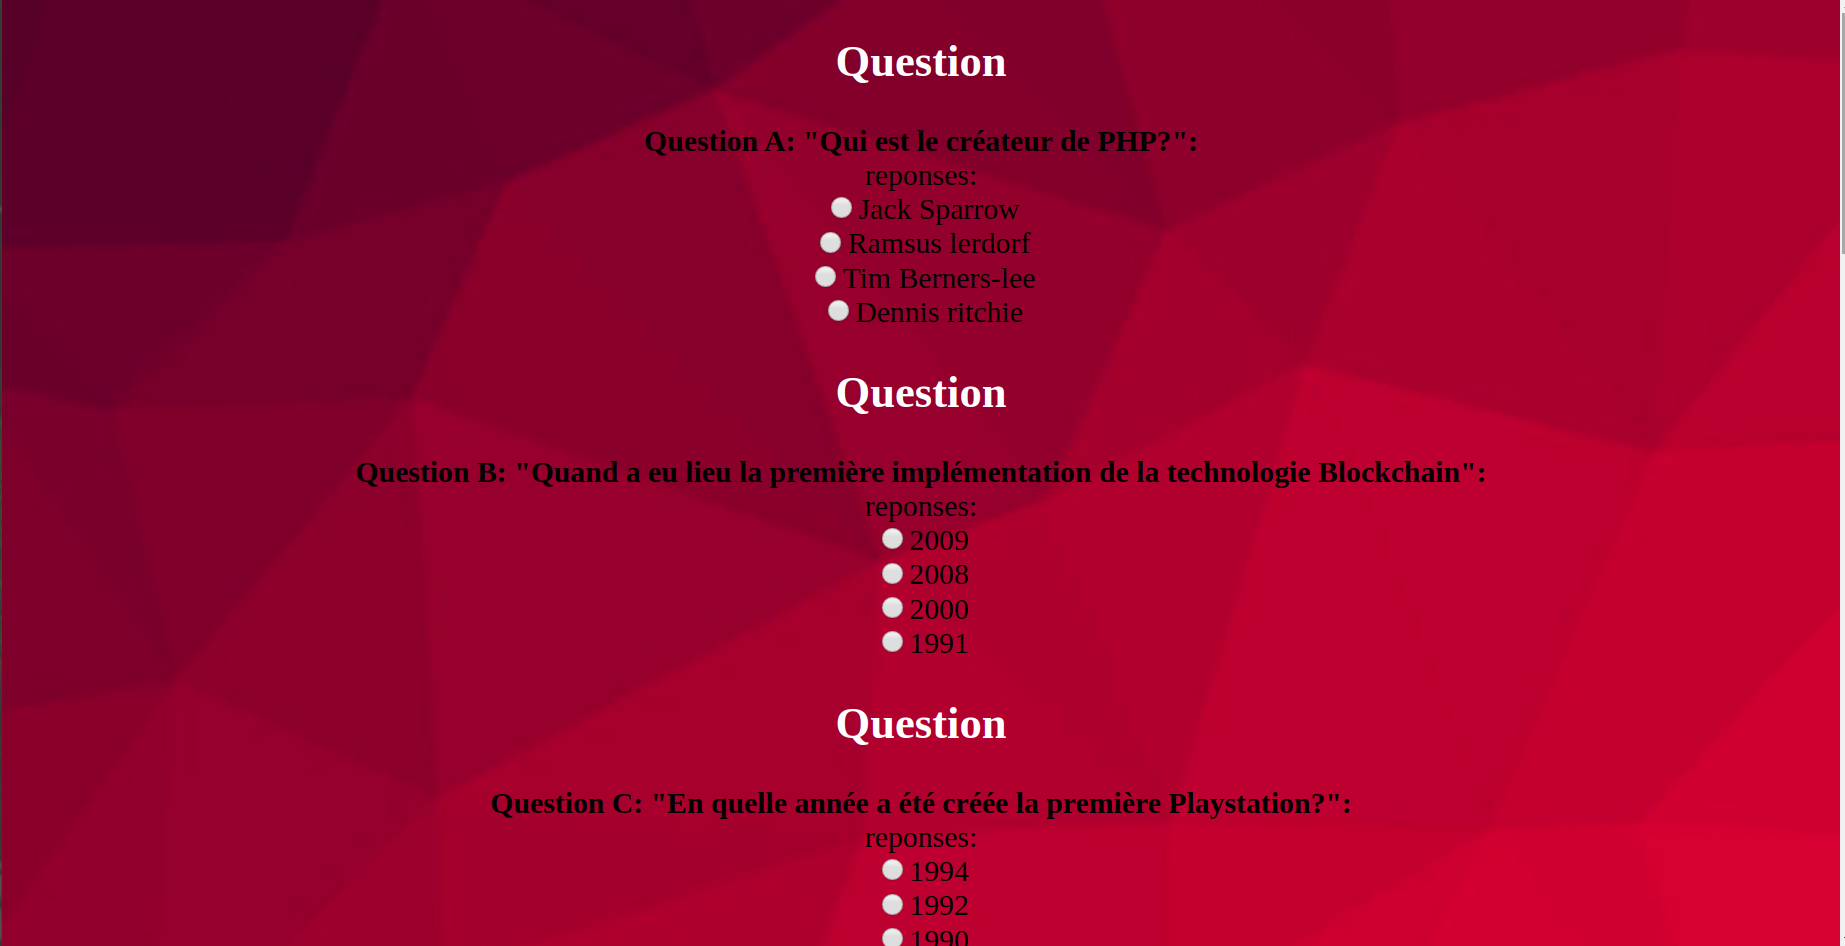 Question
Question A: "Qui est le créateur de PHP?":
reponses:
Jack Sparrow
Ramsus lerdorf
Tim Berners-lee
Dennis ritchie
Question
Question B: "Quand a eu lieu la première implémentation de la technologie Blockchain":
reponses:
2009
2008
2000
1991
Question
Question C: "En quelle année a été créée la première Playstation?":
reponses:
1994
1992
1990